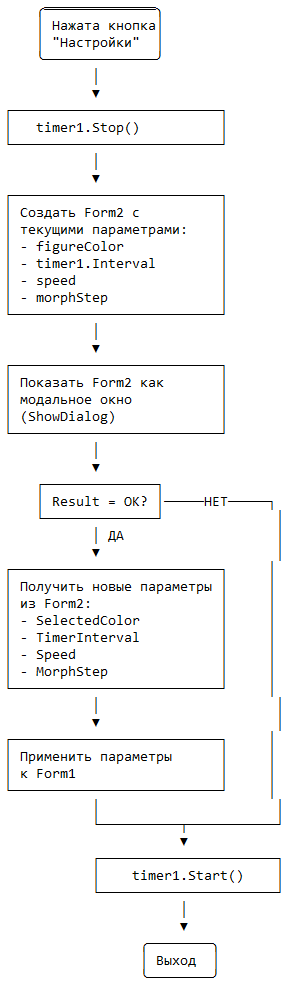 Нажата кнопка
"Настройки"
timer1.Stop()
Создать Form2 с
текущими параметрами:
- figureColor
- timer1.Interval
- speed
- morphStep
Показать Form2 как
модальное окно
(ShowDialog)
Result = OK?
НЕТ
ДА
Получить новые параметры
из Form2:
- SelectedColor
- TimerInterval
- Speed
- MorphStep
Применить параметры
к Form1
timer1.Start()
Выход